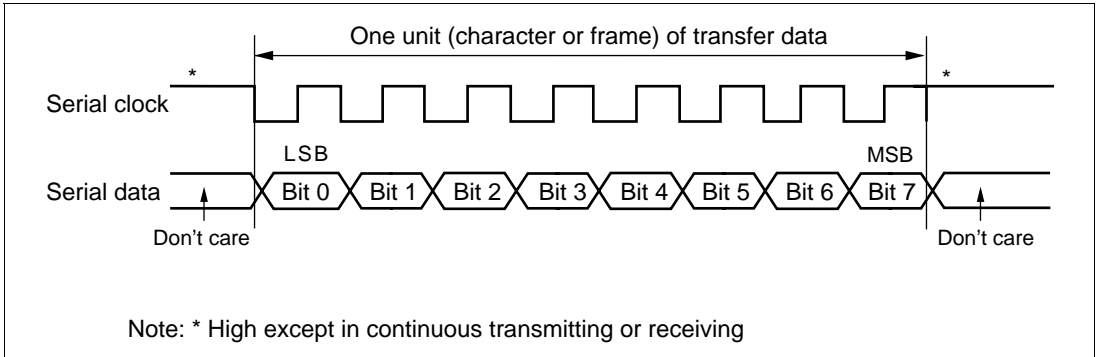 One unit (character or frame) of transfer data
* *
Serial clock
LSB MSB
Serial data Bit 0 Bit 1 Bit 2 Bit 3 Bit 4 Bit 5 Bit 6 Bit 7
Don't care Don't care
Note: * High except in continuous transmitting or receiving